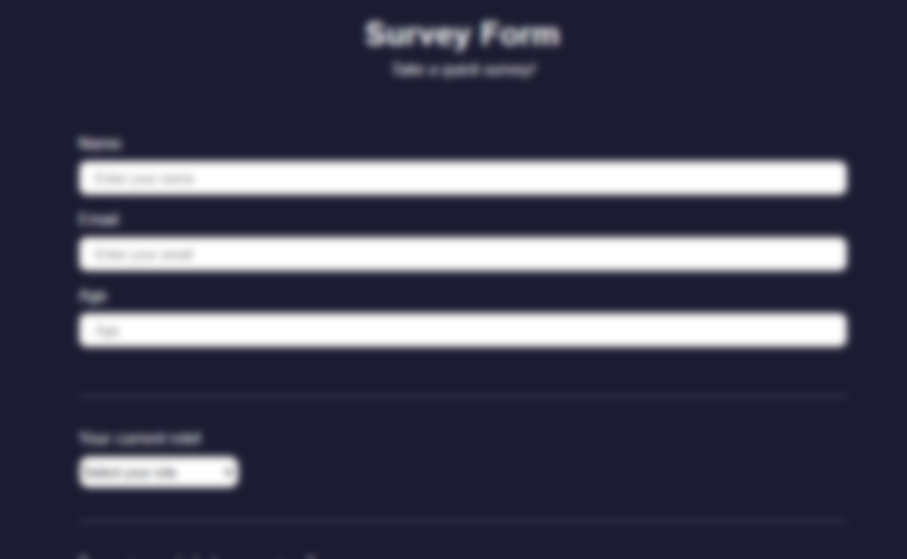 Survey Form
Take a quick survey!
Name
Enter your name
Email
Enter your email
Age
Age
Your current role?
Select your role